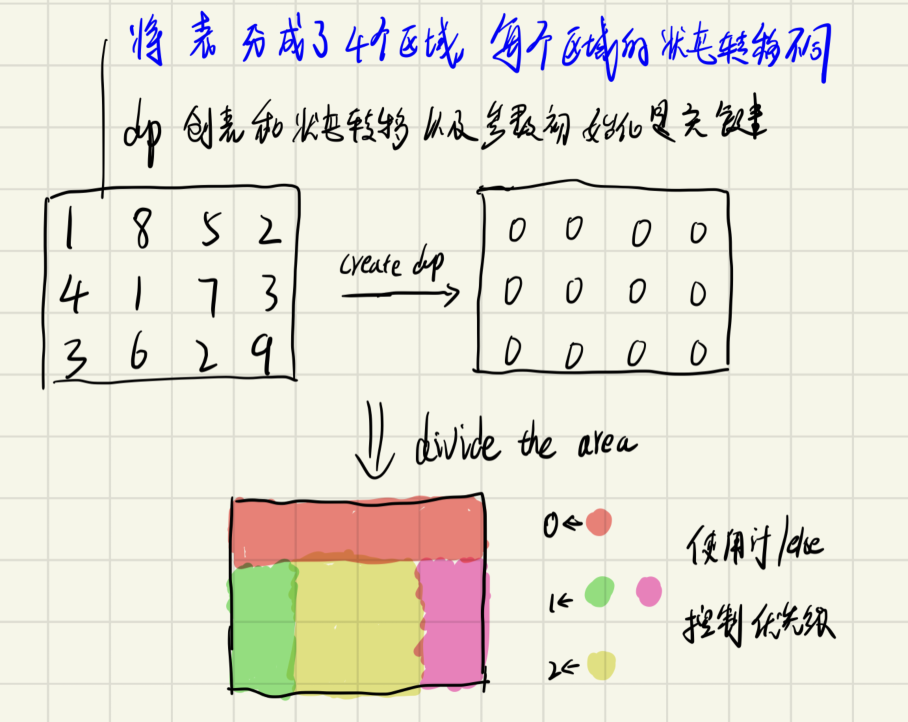 将表分成了4个区域, 每个区域的状态转移不同
dp 创表和状态转移以及参数初始化是关键
1 8 5 2
4 1 7 3
3 6 2 9
create dp
0 0 0 0
0 0 0 0
0 0 0 0
divide the area
0←
1←
2←
使用if/else
控制优先级